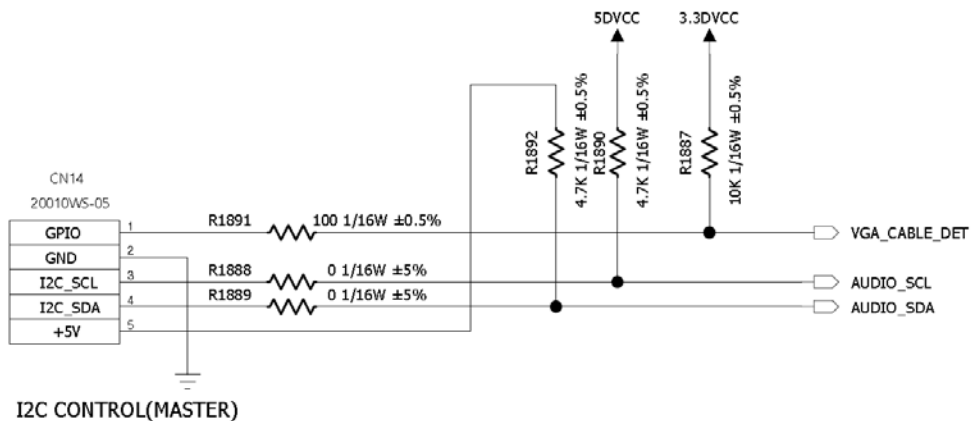 5DVCC 3.3DVCC
R1892
4.7K 1/16W ±0.5%
R1890
4.7K 1/16W ±0.5%
R1887
10K 1/16W ±0.5%
CN14
20010WS-05
GPIO 1 R1891 100 1/16W ±0.5% VGA_CABLE_DET
GND 2
I2C_SCL 3 R1888 0 1/16W ±5% AUDIO_SCL
I2C_SDA 4 R1889 0 1/16W ±5% AUDIO_SDA
+5V 5
I2C CONTROL(MASTER)